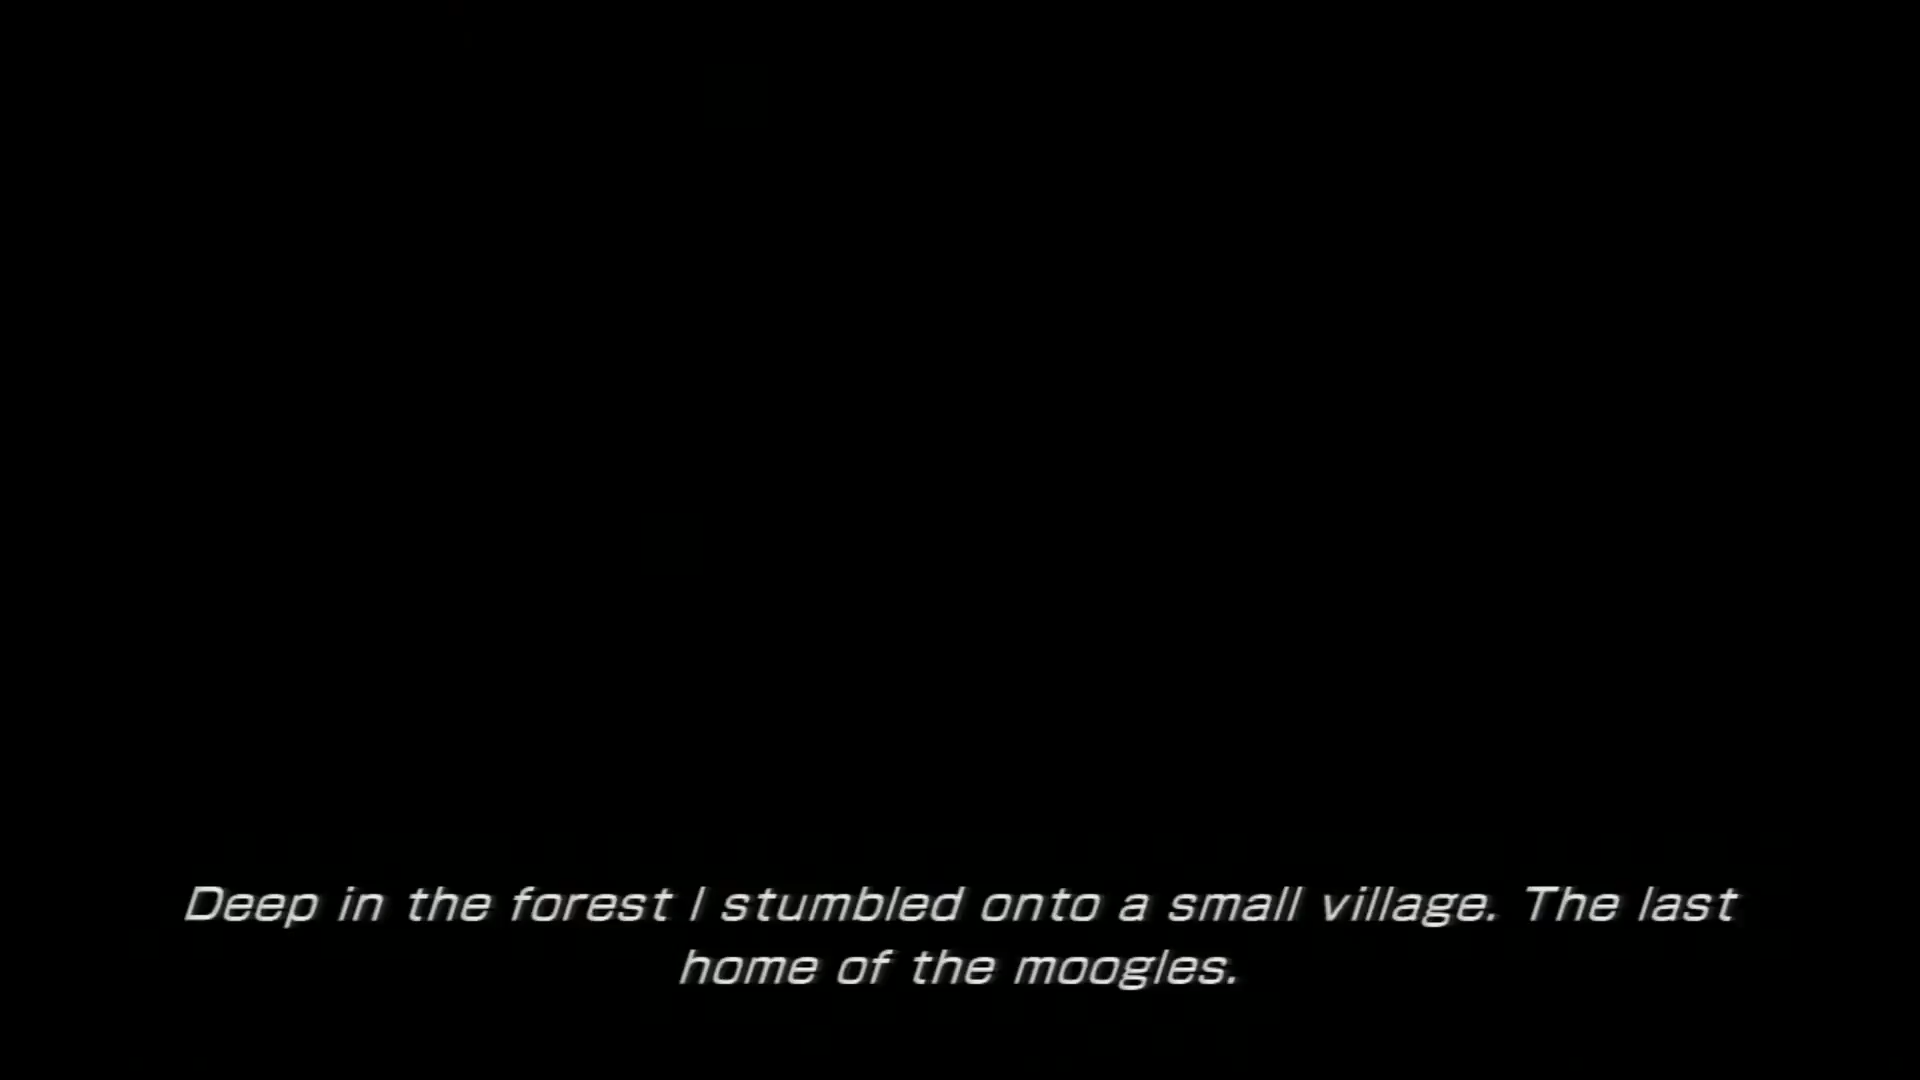 Deep in the forest I stumbled onto a small village. The last
home of the moogles.